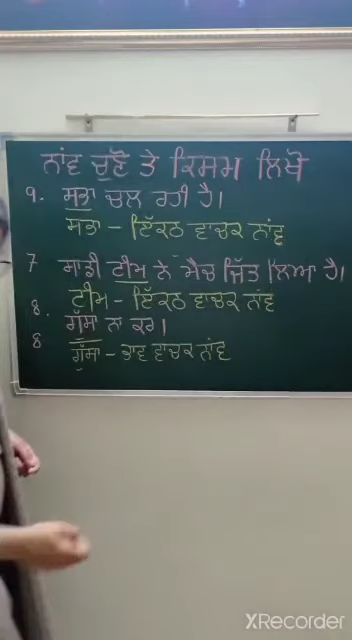 ਨਾਂਵ ਚੁਣੋ ਤੇ ਕਿਸਮ ਲਿਖੋ
੧. ਸਭਾ ਚਲ ਰਹੀ ਹੈ।
ਸਭਾ - ਇੱਕਠ ਵਾਚਕ ਨਾਂਵ
7 ਸਾਡੀ ਟੀਮ ਨੇ ਮੈਚ ਜਿੱਤ ਲਿਆ ਹੈ।
ਟੀਮ - ਇੱਕਠ ਵਾਚਕ ਨਾਂਵ
8. ਗੁੱਸਾ ਨਾ ਕਰ।
8 ਗੁੱਸਾ - ਭਾਵ ਵਾਚਕ ਨਾਂਵ
XRecorder